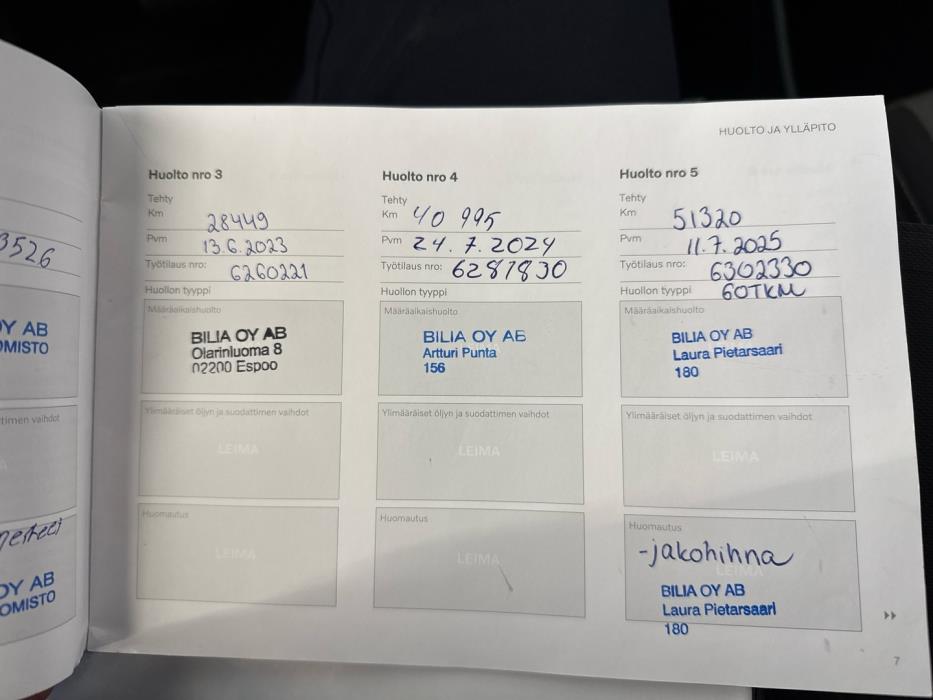 3526
Y AB
OMISTO
timen vaihdot
OY AB
OMISTO
HUOLTO JA YLLÄPITO
Huolto nro 3
Tehty
Km 28449
Pvm 13.6.2023
Työtilaus nro: 6260221
Huollon tyyppi
Määräaikaishuolto
BILIA OY AB
Olarinluoma 8
02200 Espoo
Ylimääräiset öljyn ja suodattimen vaihdot
LEIMA
Huomautus
LEIMA
Huolto nro 4
Tehty
Km 40 995
Pvm 24.7.2024
Työtilaus nro: 6287830
Huollon tyyppi
Määräaikaishuolto
BILIA OY AB
Artturi Punta
156
Ylimääräiset öljyn ja suodattimen vaihdot
LEIMA
Huomautus
LEIMA
Huolto nro 5
Tehty
Km 51320
Pvm 11.7.2025
Työtilaus nro: 6302330
Huollon tyyppi 60TKM
Määräaikaishuolto
BILIA OY AB
Laura Pietarsaari
180
Ylimääräiset öljyn ja suodattimen vaihdot
LEIMA
Huomautus
-jakohihna
LEIMA
BILIA OY AB
Laura Pietarsaari
180
7